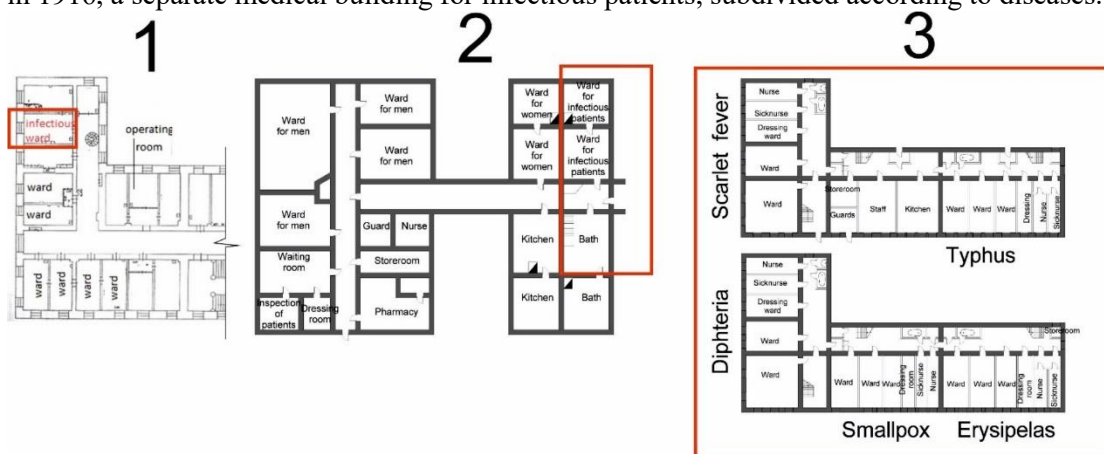 in 1916, a separate medical building for infectious patients, subdivided according to diseases.
1
2
3
infectious
ward
operating
room
ward
ward
ward
ward
ward
ward
Ward
for men
Ward
for men
Ward
for men
Ward
for men
Guard
Nurse
Waiting
room
Storeroom
Inspection
of
patients
Dressing
room
Pharmacy
Ward
for
women
Ward
for
infectious
patients
Ward
for
women
Ward
for
infectious
patients
Kitchen
Bath
Kitchen
Bath
Scarlet fever
Nurse
Sicknurse
Dressing
ward
Ward
Ward
Storeroom
Guards
Staff
Kitchen
Ward
Ward
Ward
Dressing
Nurse
Sicknurse
Typhus
Diphteria
Nurse
Sicknurse
Dressing
ward
Ward
Ward
Storeroom
Ward
Ward
Ward
Dressing
room
Sicknurse
Nurse
Ward
Ward
Ward
Dressing
room
Nurse
Sicknurse
Smallpox
Erysipelas